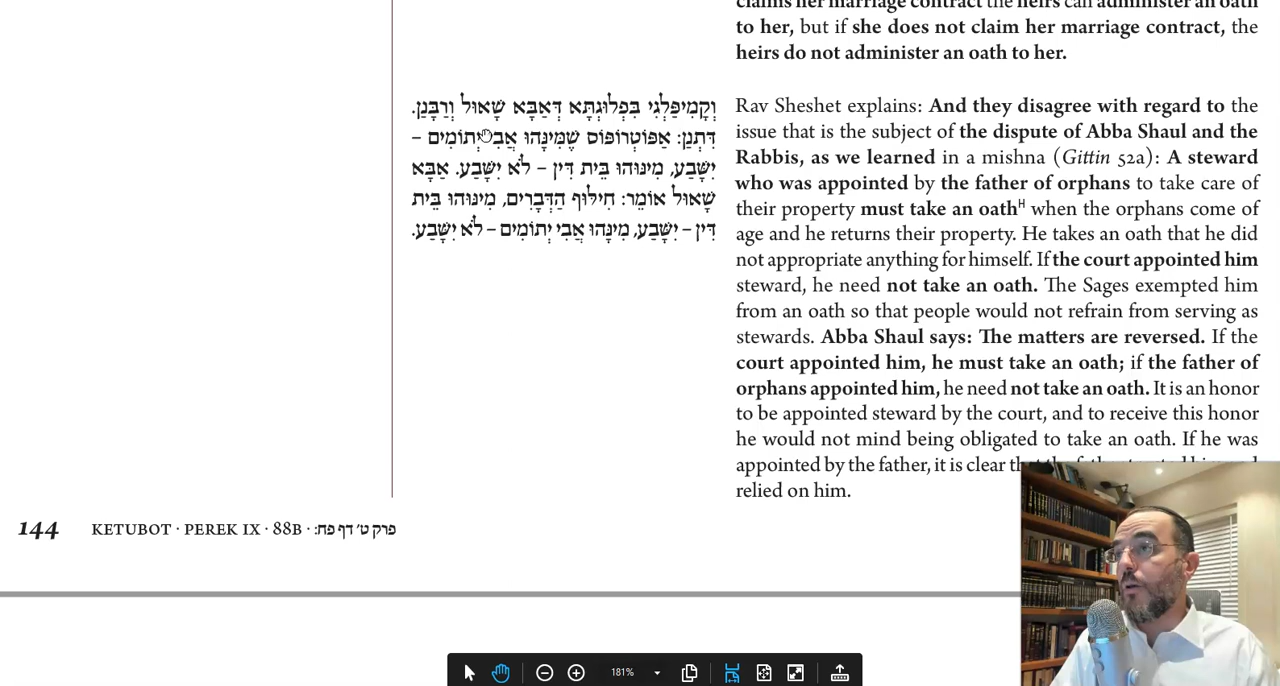 claims her marriage contract the heirs can administer an oath
to her, but if she does not claim her marriage contract, the
heirs do not administer an oath to her.
וְקָמִיפַּלְגִי בִּפְלוּגְתָּא דְּאַבָּא שָׁאוּל וְרַבָּנַן.
דִּתְנַן: אַפּוֹטְרוֹפּוֹס שֶׁמִּינָּהוּ אֲבִי יְתוֹמִים –
יִשָּׁבַע, מִינּוּהוּ בֵּית דִּין – לֹא יִשָּׁבַע. אַבָּא
שָׁאוּל אוֹמֵר: חִילּוּף הַדְּבָרִים, מִינּוּהוּ בֵּית
דִּין – יִשָּׁבַע, מִינָּהוּ אֲבִי יְתוֹמִים – לֹא יִשָּׁבַע.
Rav Sheshet explains: And they disagree with regard to the
issue that is the subject of the dispute of Abba Shaul and the
Rabbis, as we learned in a mishna (Gittin 52a): A steward
who was appointed by the father of orphans to take care of
their property must take an oathH when the orphans come of
age and he returns their property. He takes an oath that he did
not appropriate anything for himself. If the court appointed him
steward, he need not take an oath. The Sages exempted him
from an oath so that people would not refrain from serving as
stewards. Abba Shaul says: The matters are reversed. If the
court appointed him, he must take an oath; if the father of
orphans appointed him, he need not take an oath. It is an honor
to be appointed steward by the court, and to receive this honor
he would not mind being obligated to take an oath. If he was
appointed by the father, it is clear
relied on him.
144 KETUBOT · PEREK IX · 88B · פרק ט׳ דף פח:
181%